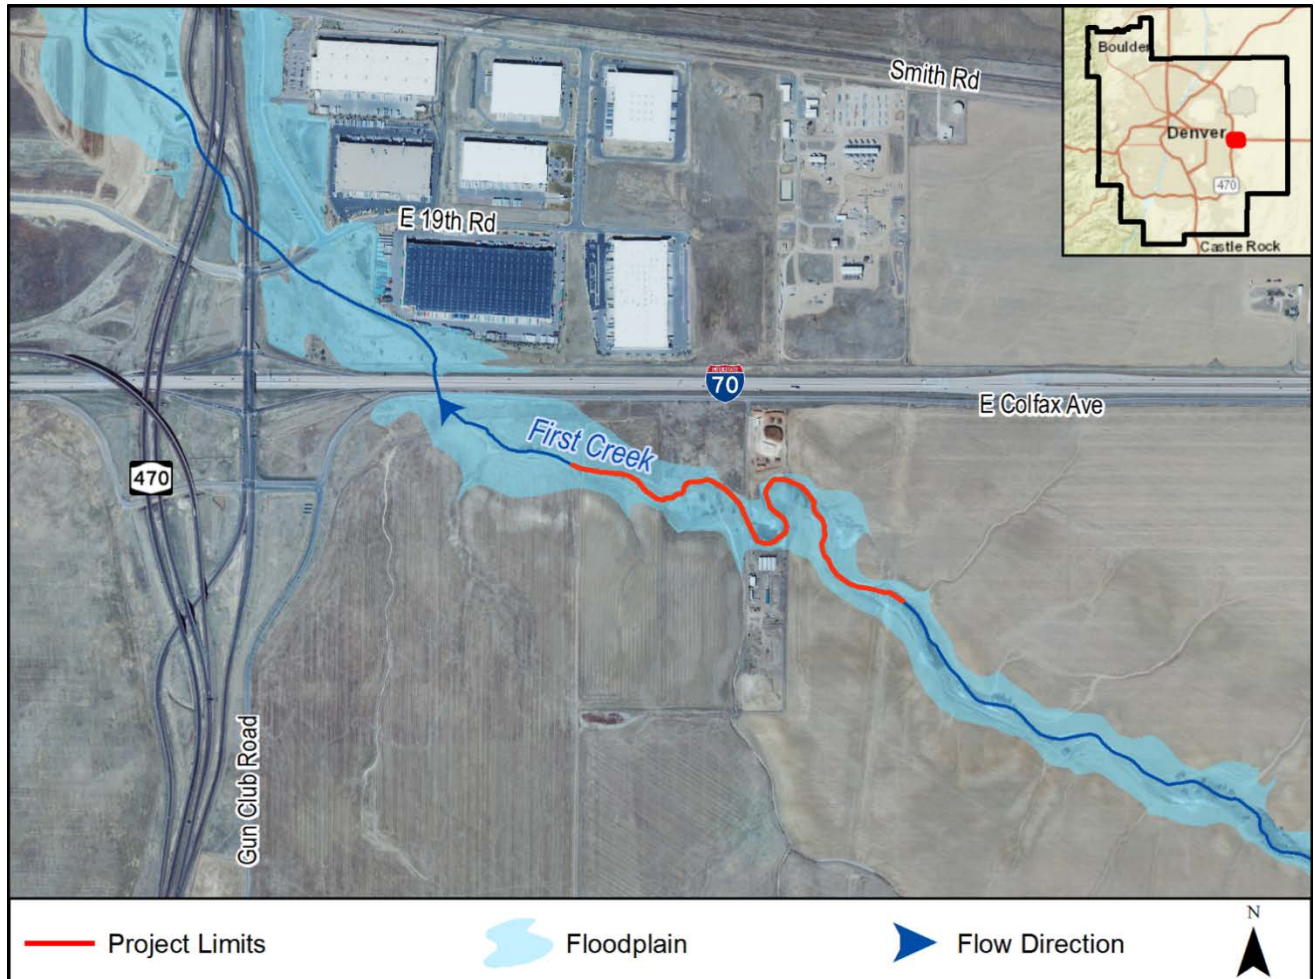 Smith Rd
Boulder
Denver
470
Castle Rock
E 19th Rd
INTERSTATE
70
E Colfax Ave
First Creek
470
Gun Club Road
Project Limits
Floodplain
Flow Direction
N